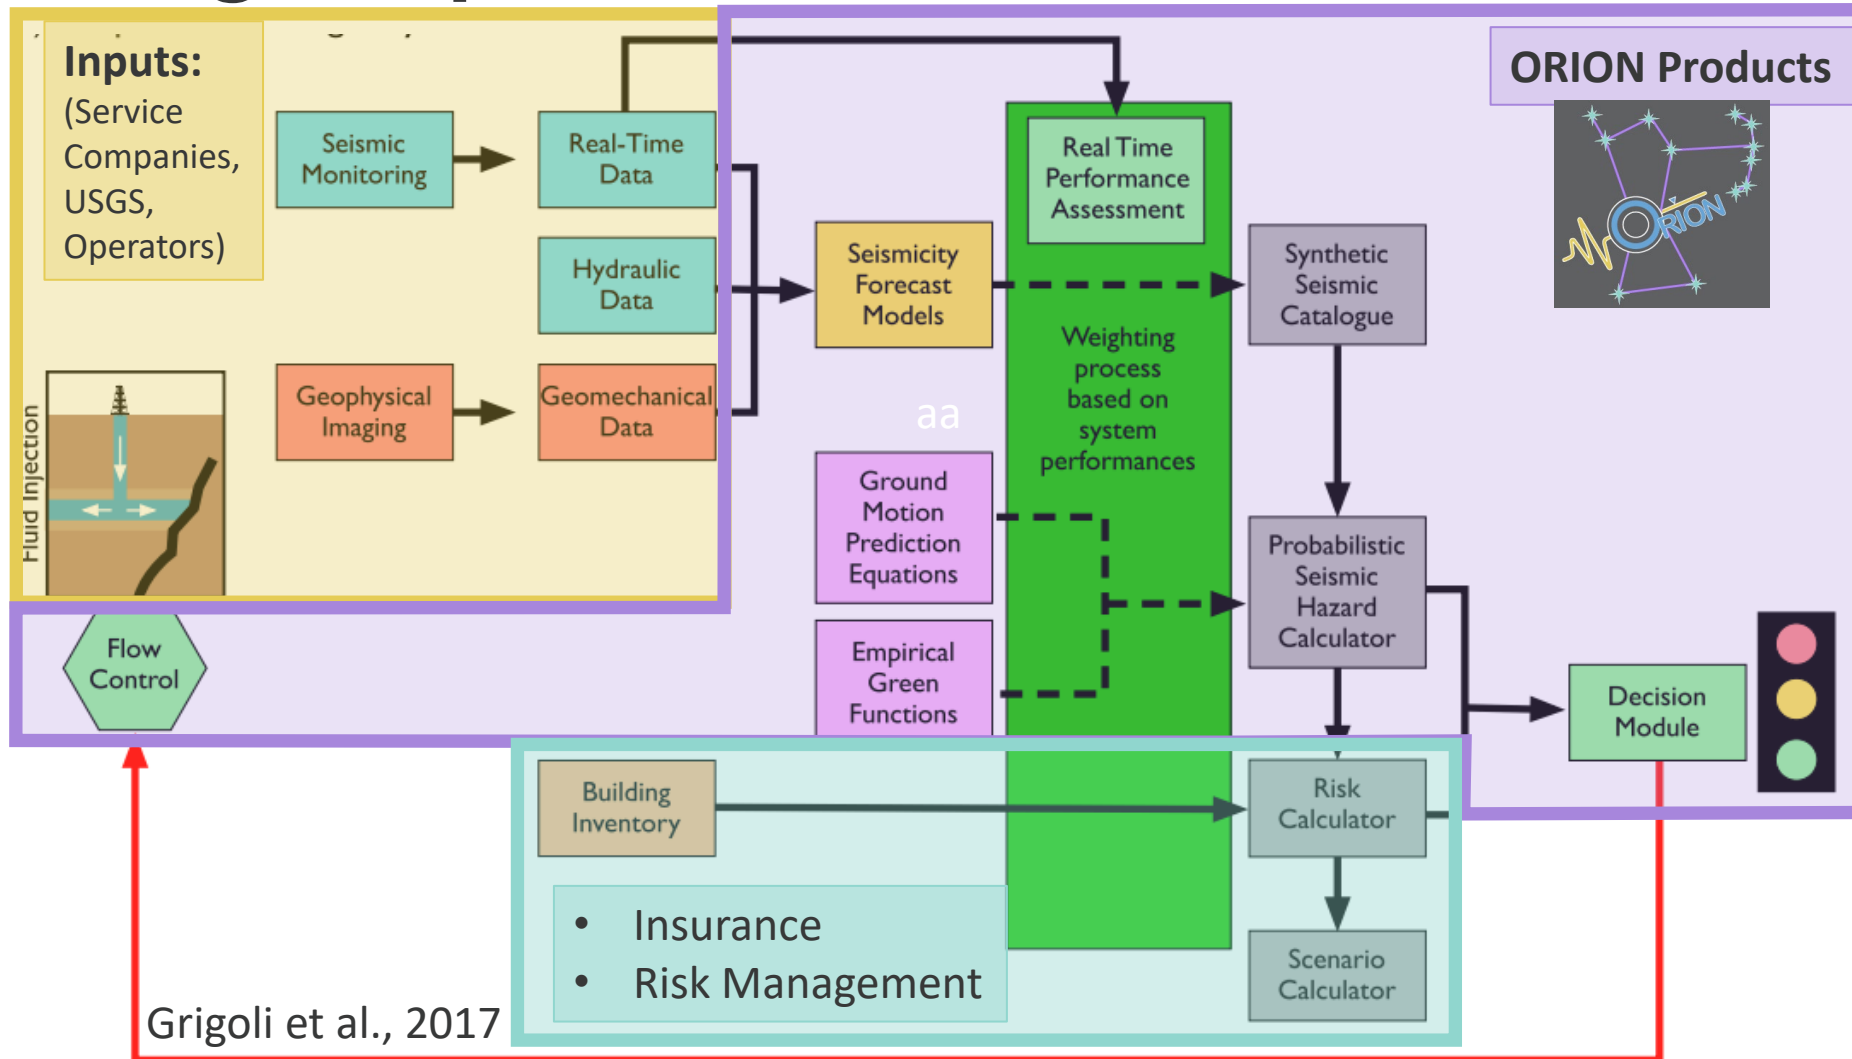 Inputs:
(Service
Companies,
USGS,
Operators)
ORION Products
ORION
Seismic
Monitoring
Real-Time
Data
Real Time
Performance
Assessment
Hydraulic
Data
Seismicity
Forecast
Models
Synthetic
Seismic
Catalogue
Geophysical
Imaging
Geomechanical
Data
Weighting
process
based on
system
performances
aa
Fluid Injection
Ground
Motion
Prediction
Equations
Probabilistic
Seismic
Hazard
Calculator
Flow
Control
Empirical
Green
Functions
Decision
Module
Building
Inventory
Risk
Calculator
• Insurance
• Risk Management
Scenario
Calculator
Grigoli et al., 2017